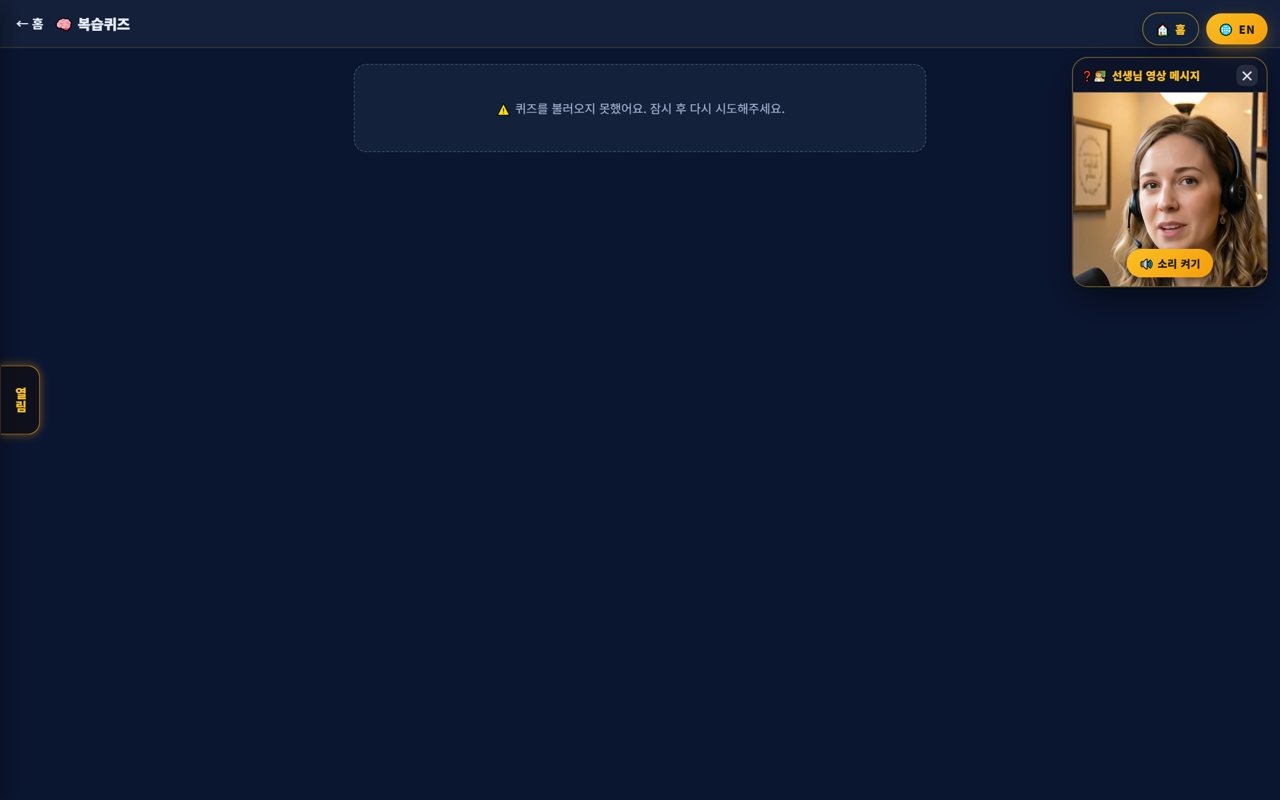 ← 홈 🧠 복습퀴즈
🏠 홈
🌐 EN
⚠️ 퀴즈를 불러오지 못했어요. 잠시 후 다시 시도해주세요.
❓👩‍🏫 선생님 영상 메시지 ✕
🔊 소리 켜기
열림